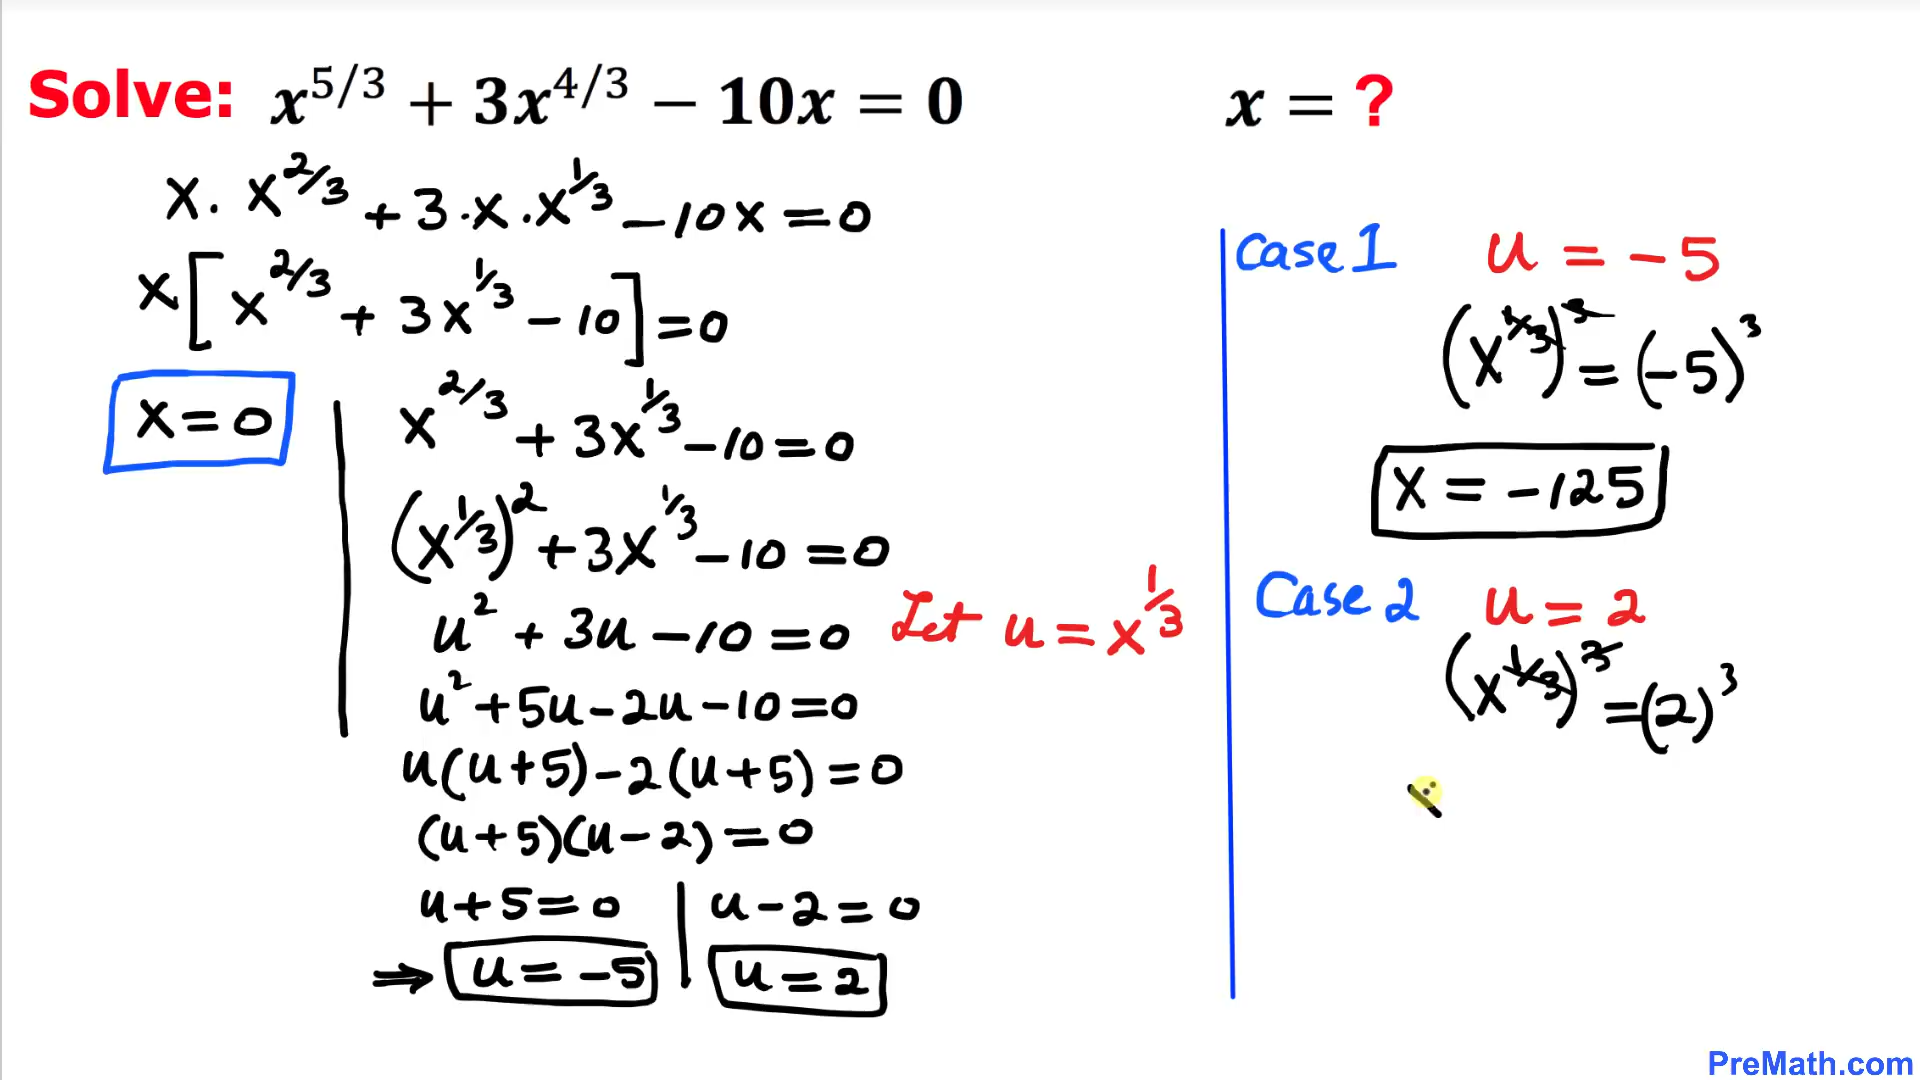 Solve: x^{5/3} + 3x^{4/3} − 10x = 0
x = ?
x · x^{2/3} + 3 · x · x^{1/3} − 10x = 0
x[x^{2/3} + 3x^{1/3} − 10] = 0
x = 0
x^{2/3} + 3x^{1/3} − 10 = 0
(x^{1/3})^2 + 3x^{1/3} − 10 = 0
u^2 + 3u − 10 = 0
Let u = x^{1/3}
u^2 + 5u − 2u − 10 = 0
u(u + 5) − 2(u + 5) = 0
(u + 5)(u − 2) = 0
u + 5 = 0 | u − 2 = 0
⇒ u = −5 | u = 2
Case 1 u = −5
(x^{1/3})^3 = (−5)^3
x = −125
Case 2 u = 2
(x^{1/3})^3 = (2)^3
PreMath.com